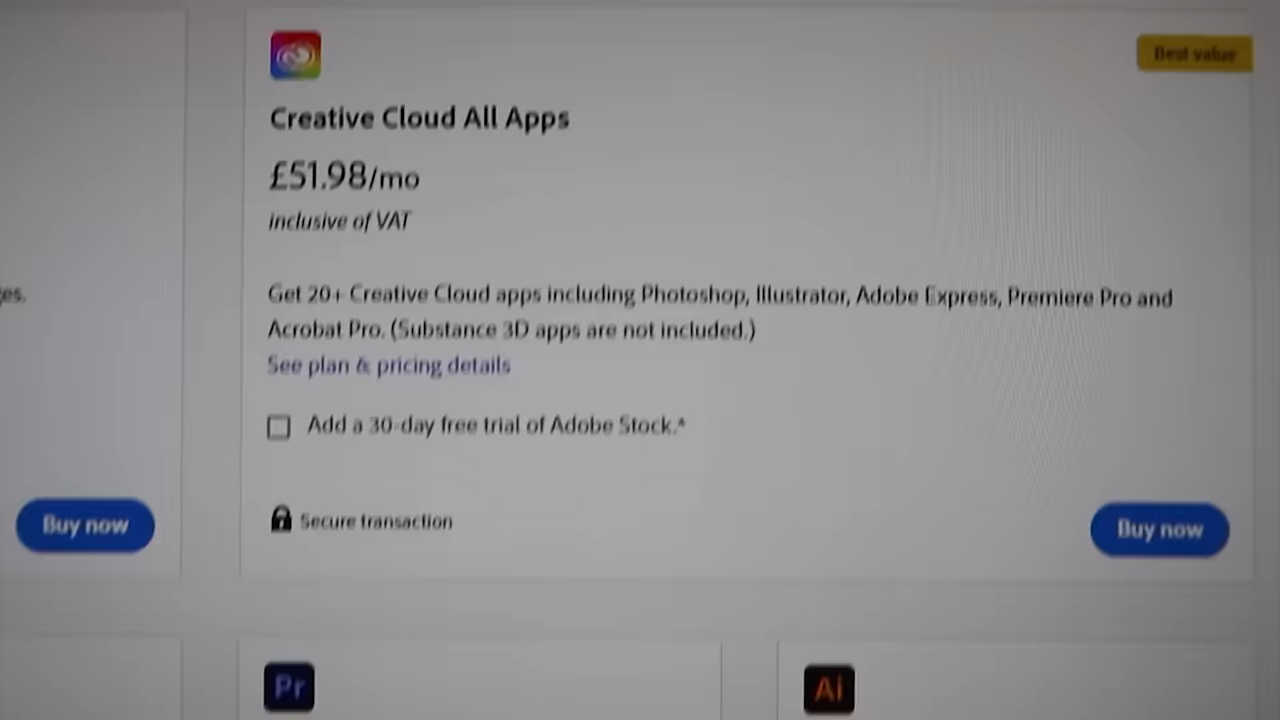 Best value
Creative Cloud All Apps
£51.98/mo
inclusive of VAT
Get 20+ Creative Cloud apps including Photoshop, Illustrator, Adobe Express, Premiere Pro and
Acrobat Pro. (Substance 3D apps are not included.)
See plan & pricing details
Add a 30-day free trial of Adobe Stock.*
Secure transaction
Buy now
Buy now
Pr
Ai